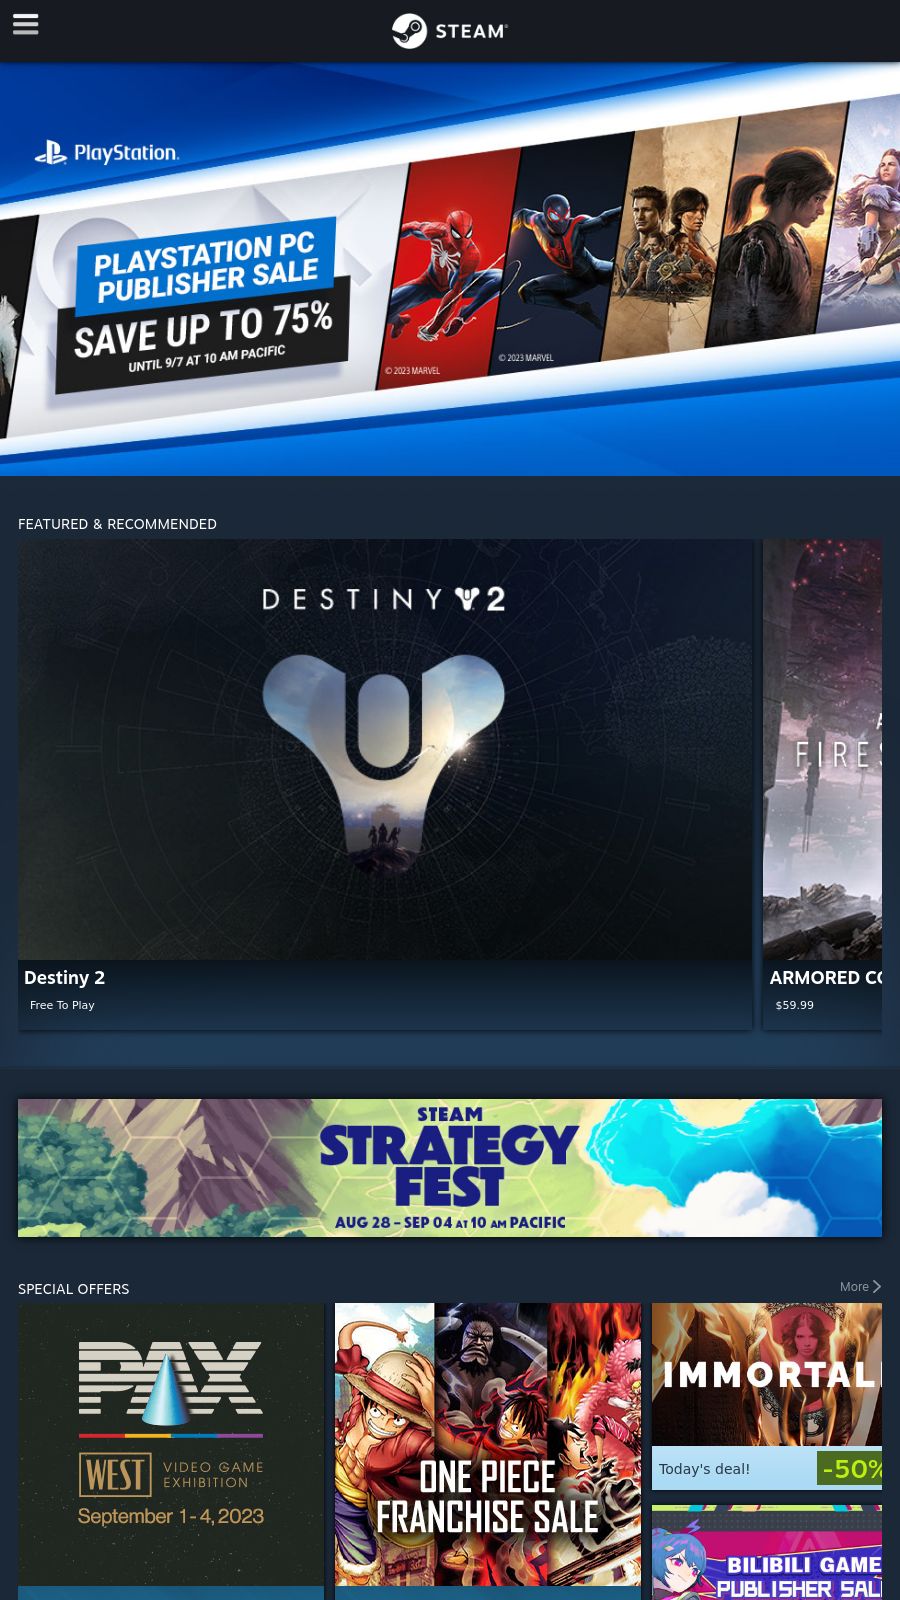 STEAM
PlayStation
PLAYSTATION PC
PUBLISHER SALE
SAVE UP TO 75%
UNTIL 9/7 AT 10 AM PACIFIC
© 2023 MARVEL
© 2023 MARVEL
FEATURED & RECOMMENDED
DESTINY 2
Destiny 2
Free To Play
A
FIRES
ARMORED CO
$59.99
STEAM
STRATEGY
FEST
AUG 28 – SEP 04 AT 10 AM PACIFIC
SPECIAL OFFERS
More
PAX
WEST
VIDEO GAME
EXHIBITION
September 1-4, 2023
ONE PIECE
FRANCHISE SALE
IMMORTALI
Today's deal!
-50%
BILIBILI GAME
PUBLISHER SAL